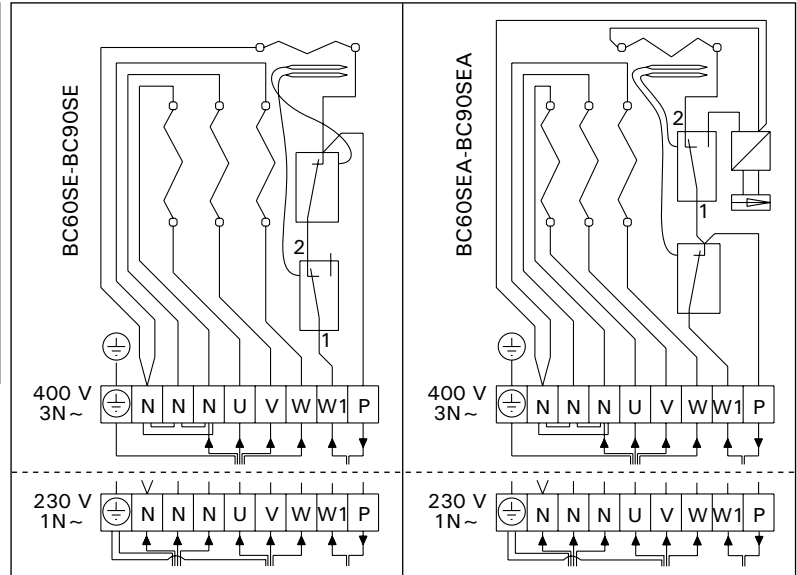 BC60SE-BC90SE
2
1
400 V
3N~
N N N U V W W1 P
230 V
1N~
N N N U V W W1 P
BC60SEA-BC90SEA
2
1
400 V
3N~
N N N U V W W1 P
230 V
1N~
N N N U V W W1 P